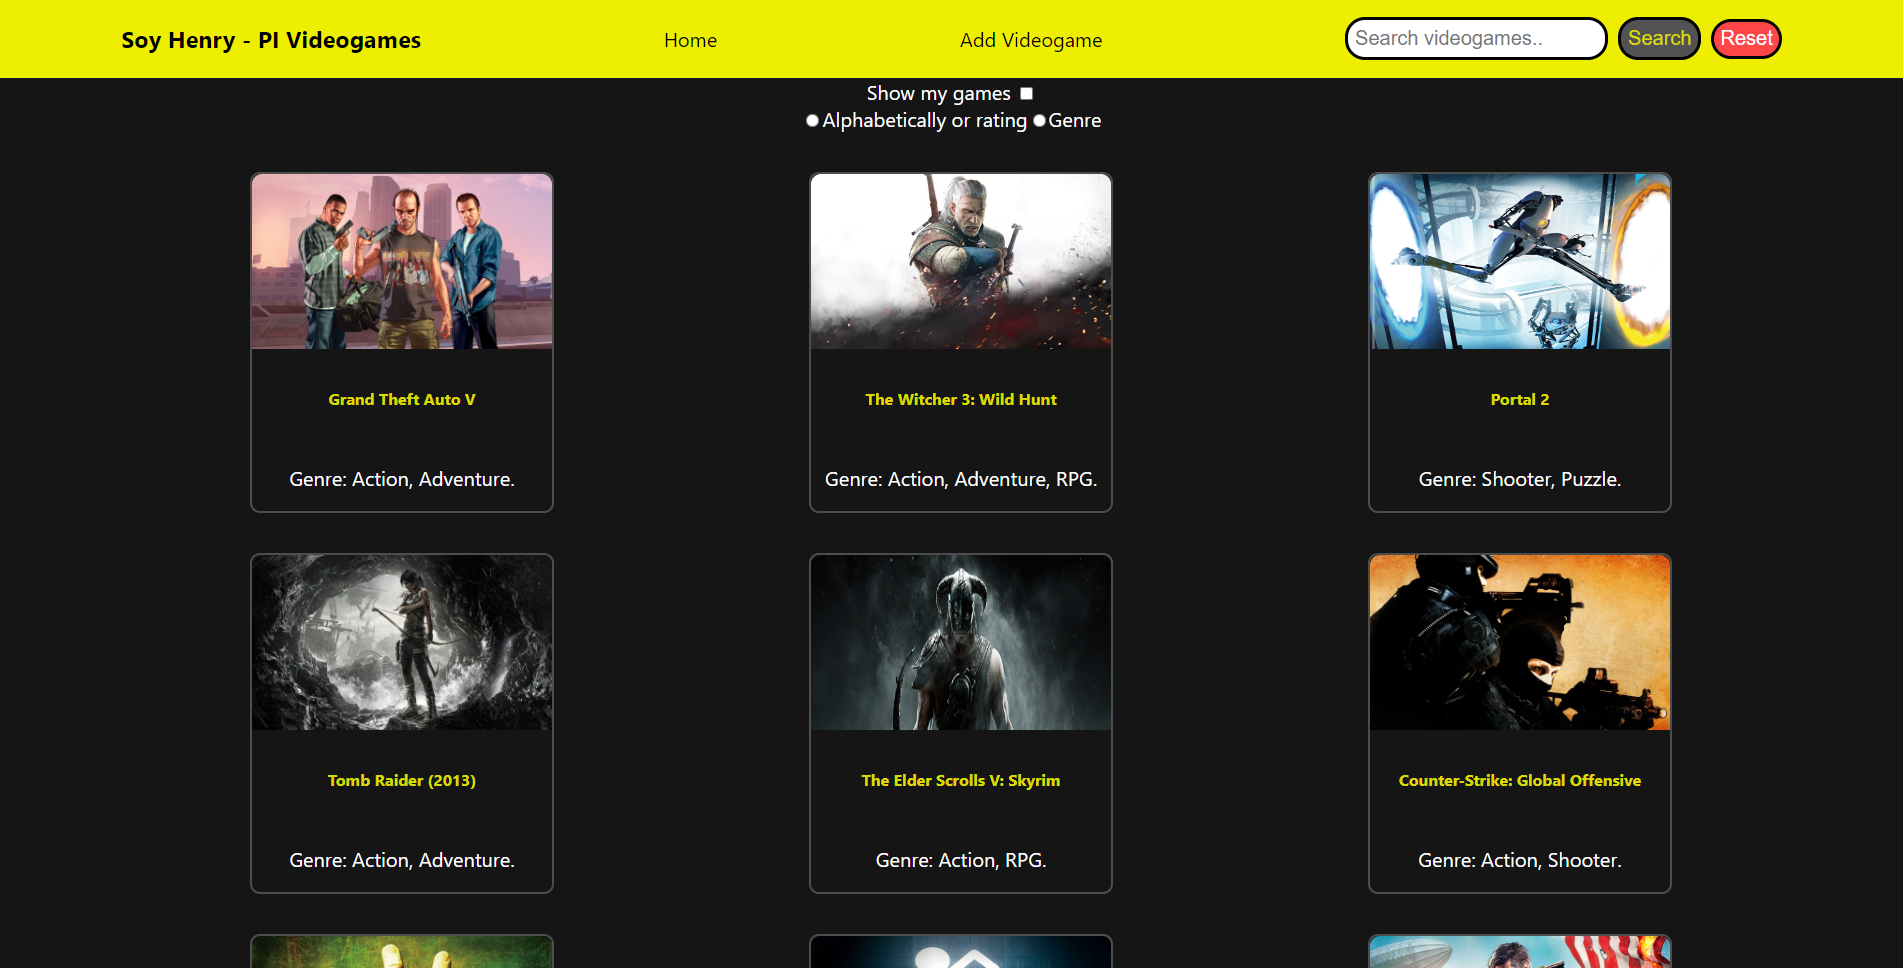 Soy Henry - PI Videogames Home Add Videogame Search videogames.. Search Reset
Show my games
Alphabetically or rating Genre
Grand Theft Auto V
Genre: Action, Adventure.
The Witcher 3: Wild Hunt
Genre: Action, Adventure, RPG.
Portal 2
Genre: Shooter, Puzzle.
Tomb Raider (2013)
Genre: Action, Adventure.
The Elder Scrolls V: Skyrim
Genre: Action, RPG.
Counter-Strike: Global Offensive
Genre: Action, Shooter.